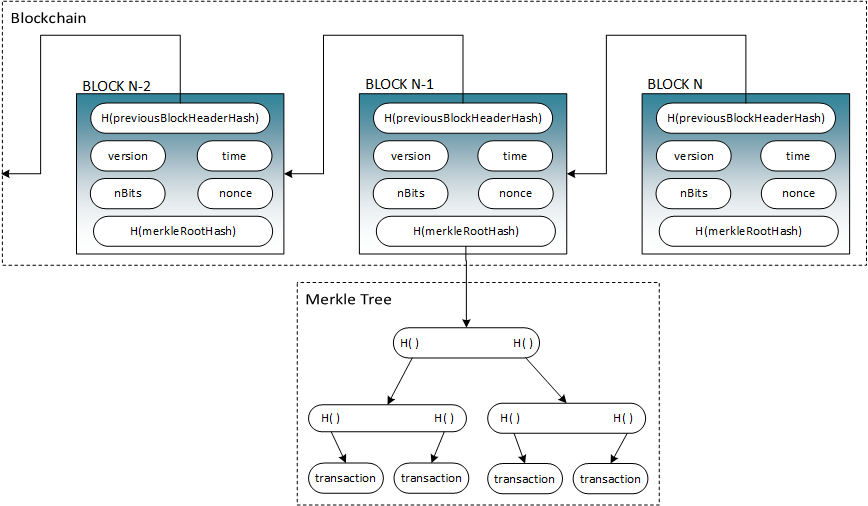 Blockchain
BLOCK N-2
BLOCK N-1
BLOCK N
H(previousBlockHeaderHash)
H(previousBlockHeaderHash)
H(previousBlockHeaderHash)
version time
version time
version time
nBits nonce
nBits nonce
nBits nonce
H(merkleRootHash)
H(merkleRootHash)
H(merkleRootHash)
Merkle Tree
H( ) H( )
H( ) H( )
H( ) H( )
transaction
transaction
transaction
transaction